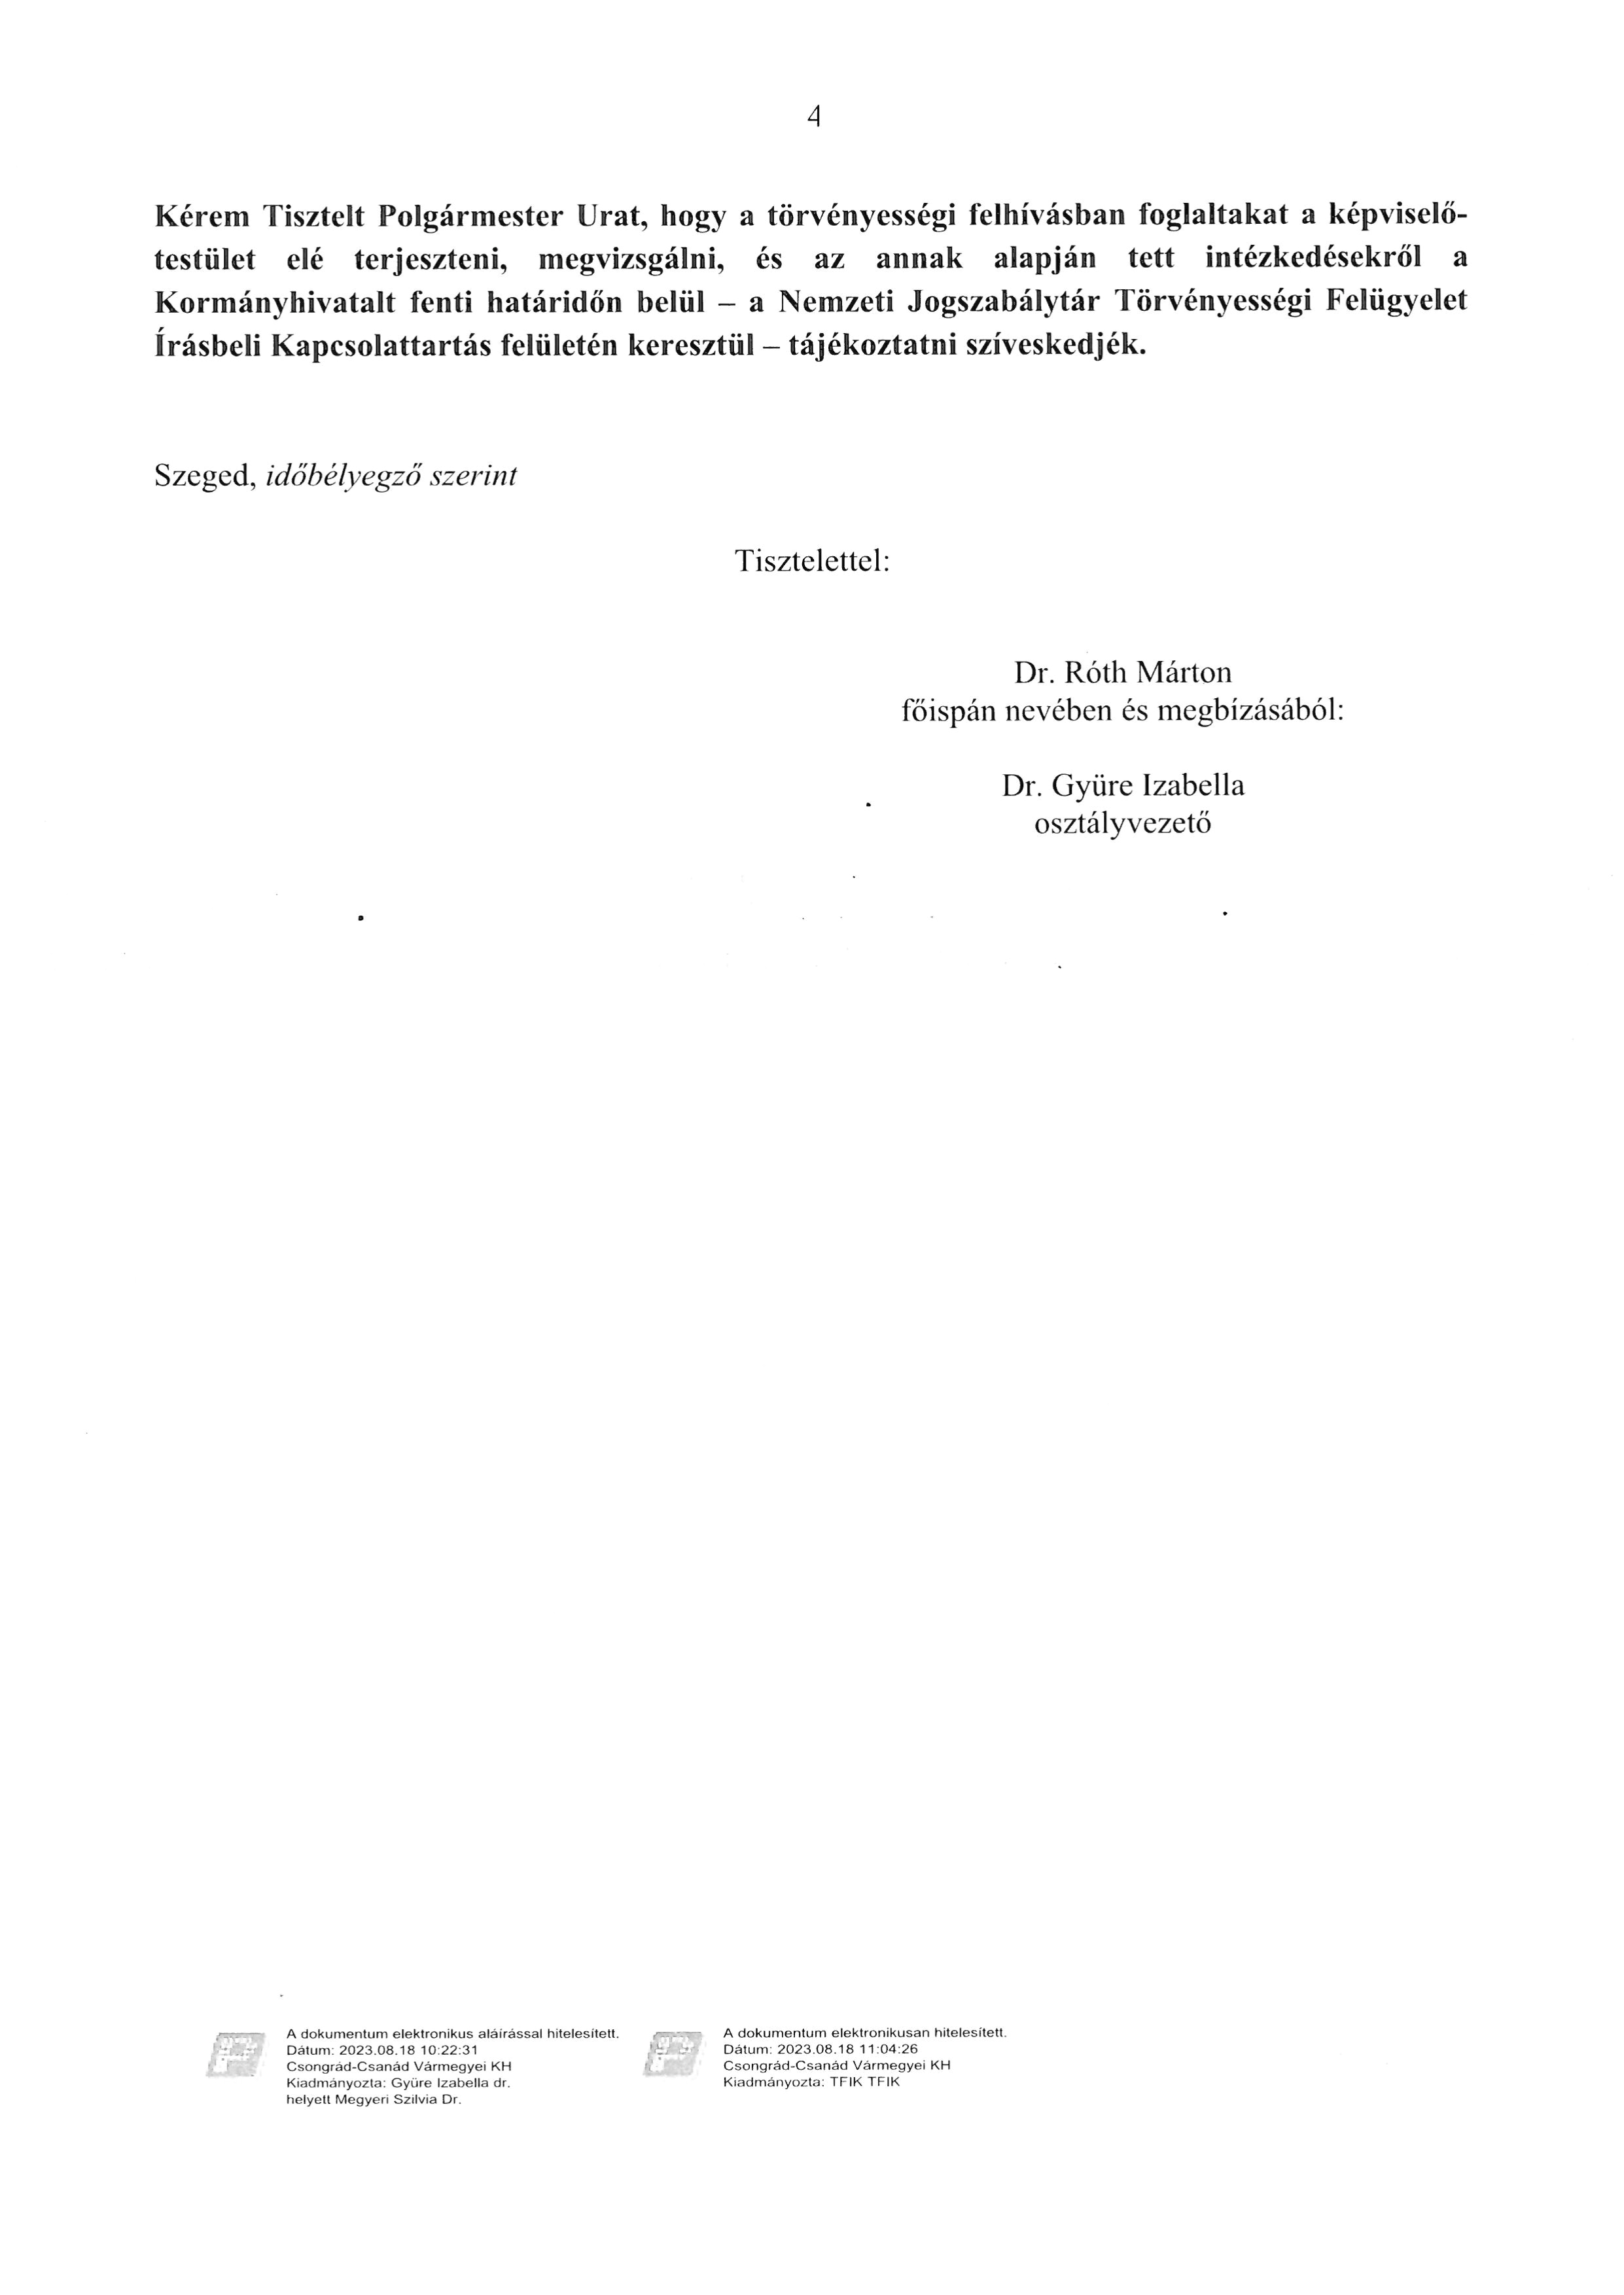 4
Kérem Tisztelt Polgármester Urat, hogy a törvényességi felhívásban foglaltakat a képviselő-
testület elé terjeszteni, megvizsgálni, és az annak alapján tett intézkedésekről a
Kormányhivatalt fenti határidőn belül – a Nemzeti Jogszabálytár Törvényességi Felügyelet
Írásbeli Kapcsolattartás felületén keresztül – tájékoztatni szíveskedjék.
Szeged, időbélyegző szerint
Tisztelettel:
Dr. Róth Márton
főispán nevében és megbízásából:
Dr. Gyüre Izabella
osztályvezető
A dokumentum elektronikus aláírással hitelesített.
Dátum: 2023.08.18 10:22:31
Csongrád-Csanád Vármegyei KH
Kiadmányozta: Gyüre Izabella dr.
helyett Megyeri Szilvia Dr.
A dokumentum elektronikusan hitelesített.
Dátum: 2023.08.18 11:04:26
Csongrád-Csanád Vármegyei KH
Kiadmányozta: TFIK TFIK